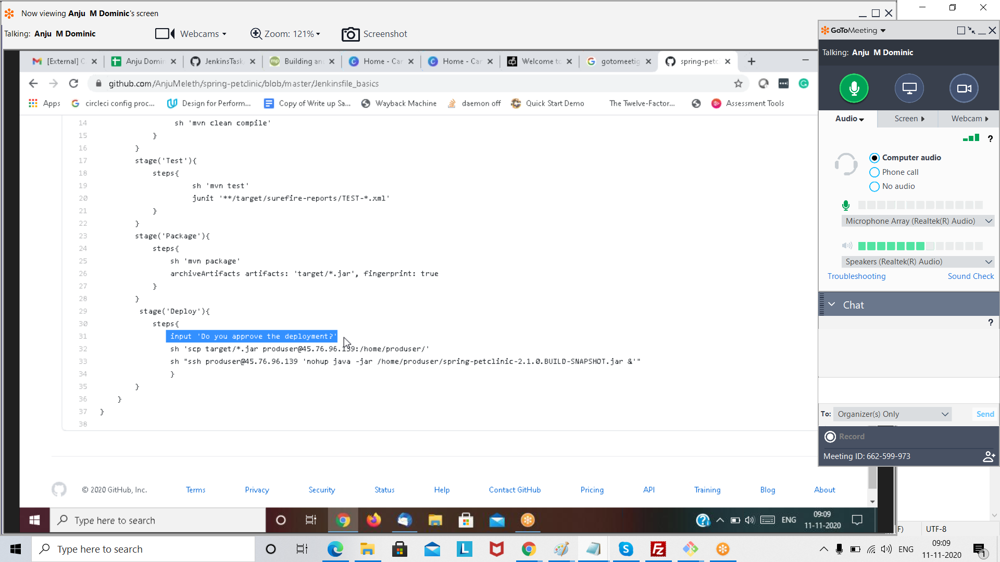 Now viewing Anju M Dominic's screen
Talking: Anju M Dominic
Webcams
Zoom: 121%
Screenshot
[External] C
Anju Domin
JenkinsTask
Building an
Home - Car
Home - Car
Welcome to
gotomeetig
spring-petc
github.com/AnjuMeleth/spring-petclinic/blob/master/Jenkinsfile_basics
Apps
circleci config proc...
Design for Perform...
Copy of Write up Sa...
Wayback Machine
daemon off
Quick Start Demo
The Twelve-Factor...
Assessment Tools
14 sh 'mvn clean compile'
15 }
16 }
17 stage('Test'){
18 steps{
19 sh 'mvn test'
20 junit '**/target/surefire-reports/TEST-*.xml'
21 }
22 }
23 stage('Package'){
24 steps{
25 sh 'mvn package'
26 archiveArtifacts artifacts: 'target/*.jar', fingerprint: true
27 }
28 }
29 stage('Deploy'){
30 steps{
31 input 'Do you approve the deployment?'
32 sh 'scp target/*.jar produser@45.76.96.139:/home/produser/'
33 sh "ssh produser@45.76.96.139 'nohup java -jar /home/produser/spring-petclinic-2.1.0.BUILD-SNAPSHOT.jar &'"
34 }
35 }
36 }
37 }
38
© 2020 GitHub, Inc.
Terms
Privacy
Security
Status
Help
Contact GitHub
Pricing
API
Training
Blog
About
Type here to search
ENG
09:09
11-11-2020
GoToMeeting
Talking: Anju M Dominic
Audio
Screen
Webcam
?
Computer audio
Phone call
No audio
Microphone Array (Realtek(R) Audio)
Speakers (Realtek(R) Audio)
Troubleshooting
Sound Check
Chat
?
To: Organizer(s) Only
Send
Record
Meeting ID: 662-599-973
F)
UTF-8
Type here to search
ENG
09:09
11-11-2020
1